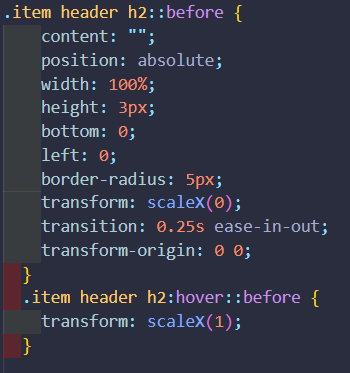 .item header h2::before {
content: "";
position: absolute;
width: 100%;
height: 3px;
bottom: 0;
left: 0;
border-radius: 5px;
transform: scaleX(0);
transition: 0.25s ease-in-out;
transform-origin: 0 0;
}
.item header h2:hover::before {
transform: scaleX(1);
}